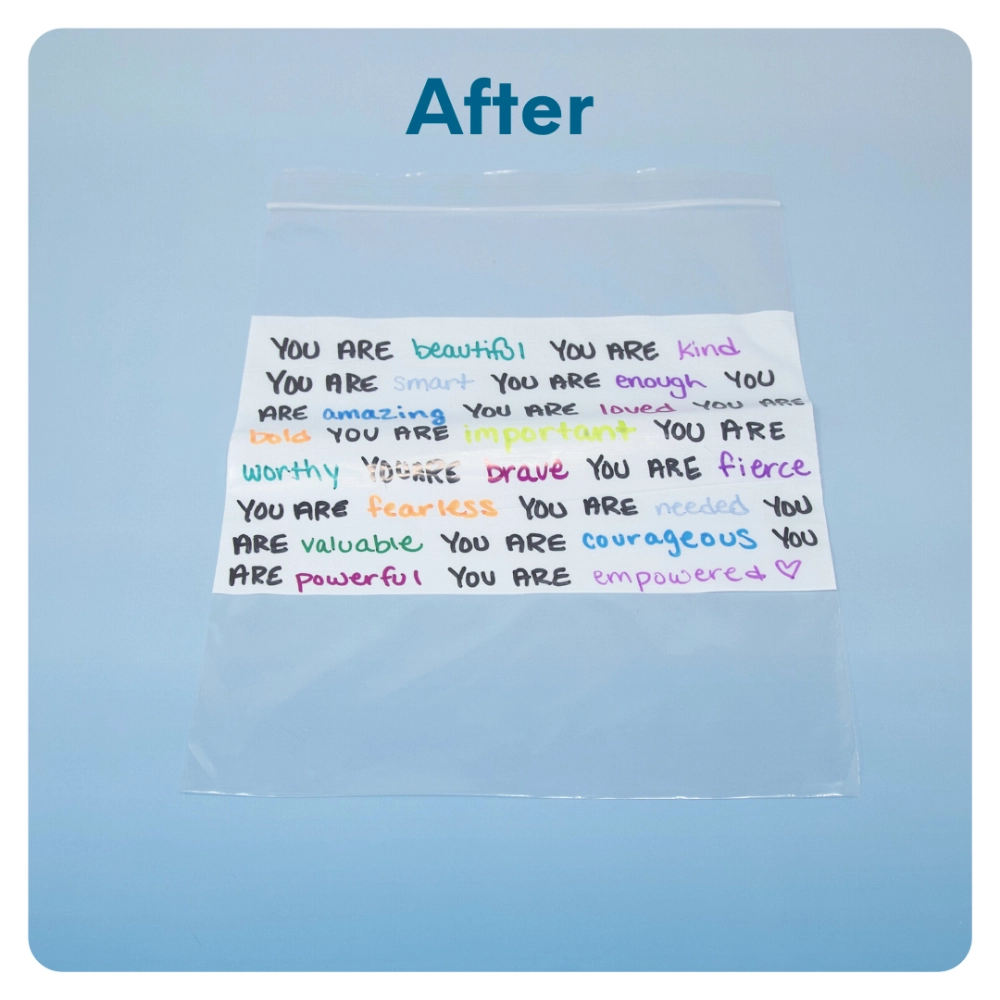 After
YOU ARE beautiful YOU ARE kind
YOU ARE smart YOU ARE enough YOU
ARE amazing YOU ARE loved YOU ARE
bold YOU ARE important YOU ARE
worthy YOU ARE brave YOU ARE fierce
YOU ARE fearless YOU ARE needed YOU
ARE valuable YOU ARE courageous YOU
ARE powerful YOU ARE empowered ♡